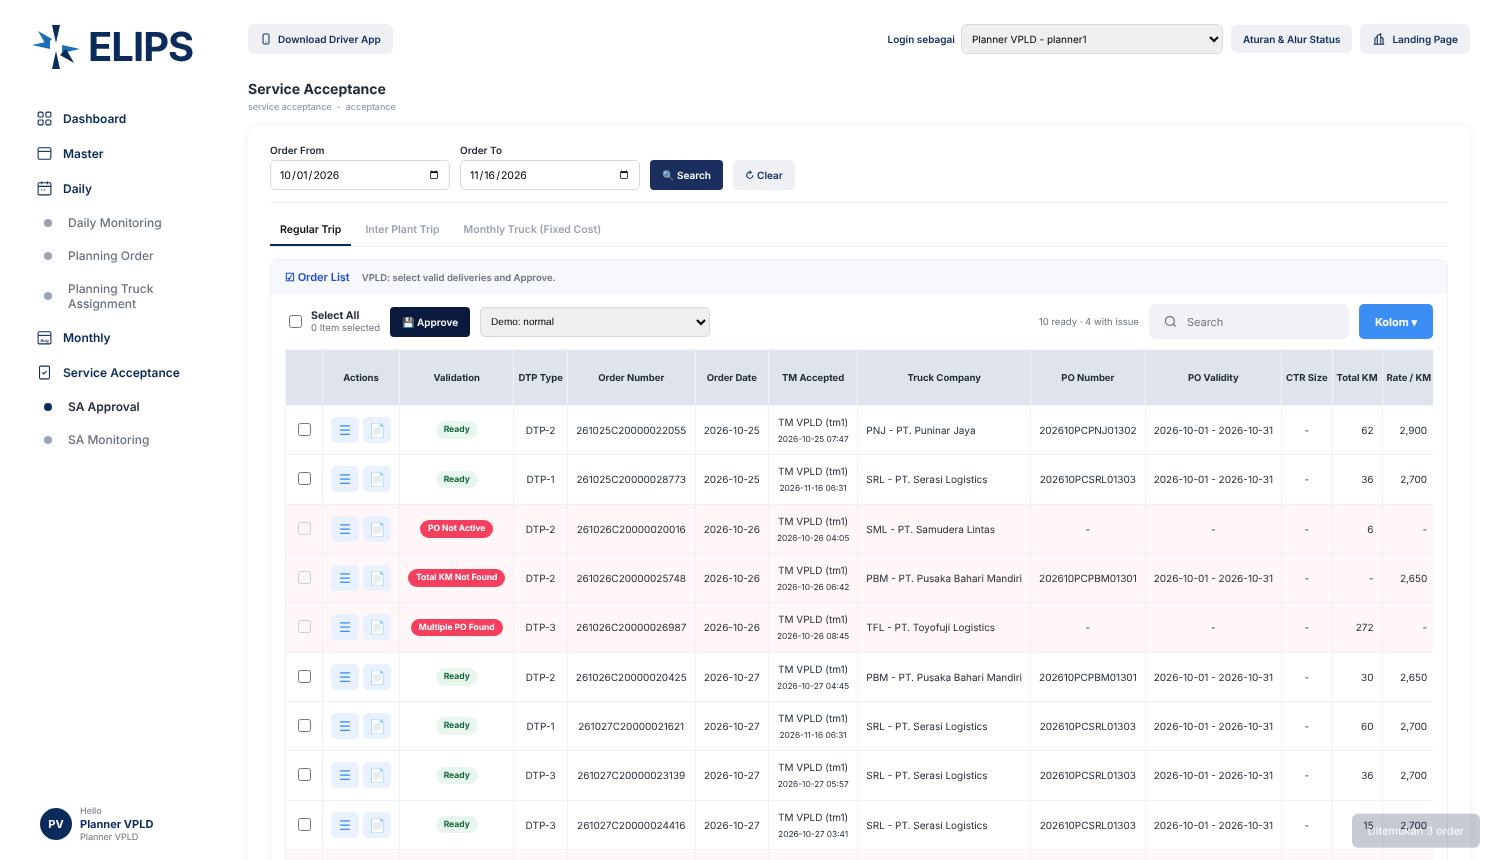 ELIPS
Download Driver App
Login sebagai
Planner VPLD - planner1
Aturan & Alur Status
Landing Page
Dashboard
Master
Daily
Daily Monitoring
Planning Order
Planning Truck
Assignment
Monthly
Service Acceptance
SA Approval
SA Monitoring
Hello
PV
Planner VPLD
Planner VPLD
Service Acceptance
service acceptance - acceptance
Order From
Order To
10/01/2026
11/16/2026
Search
Clear
Regular Trip
Inter Plant Trip
Monthly Truck (Fixed Cost)
Order List
VPLD: select valid deliveries and Approve.
Select All
0 Item selected
Approve
Demo: normal
10 ready · 4 with issue
Search
Kolom ▾
Actions Validation DTP Type Order Number Order Date TM Accepted Truck Company PO Number PO Validity CTR Size Total KM Rate / KM
Ready DTP-2 261025C20000022055 2026-10-25 TM VPLD (tm1) PNJ - PT. Puninar Jaya 202610PCPNJ01302 2026-10-01 - 2026-10-31 - 62 2,900
2026-10-25 07:47
Ready DTP-1 261025C20000028773 2026-10-25 TM VPLD (tm1) SRL - PT. Serasi Logistics 202610PCSRL01303 2026-10-01 - 2026-10-31 - 36 2,700
2026-11-16 06:31
PO Not Active DTP-2 261026C20000020016 2026-10-26 TM VPLD (tm1) SML - PT. Samudera Lintas - - - 6 -
2026-10-26 04:05
Total KM Not Found DTP-2 261026C20000025748 2026-10-26 TM VPLD (tm1) PBM - PT. Pusaka Bahari Mandiri 202610PCPBM01301 2026-10-01 - 2026-10-31 - - 2,650
2026-10-26 06:42
Multiple PO Found DTP-3 261026C20000026987 2026-10-26 TM VPLD (tm1) TFL - PT. Toyofuji Logistics - - - 272 -
2026-10-26 08:45
Ready DTP-2 261026C20000020425 2026-10-27 TM VPLD (tm1) PBM - PT. Pusaka Bahari Mandiri 202610PCPBM01301 2026-10-01 - 2026-10-31 - 30 2,650
2026-10-27 04:45
Ready DTP-1 261027C20000021621 2026-10-27 TM VPLD (tm1) SRL - PT. Serasi Logistics 202610PCSRL01303 2026-10-01 - 2026-10-31 - 60 2,700
2026-11-16 06:31
Ready DTP-3 261027C20000023139 2026-10-27 TM VPLD (tm1) SRL - PT. Serasi Logistics 202610PCSRL01303 2026-10-01 - 2026-10-31 - 36 2,700
2026-10-27 05:57
Ready DTP-3 261027C20000024416 2026-10-27 TM VPLD (tm1) SRL - PT. Serasi Logistics 202610PCSRL01303 2026-10-01 - 2026-10-31 - 15 2,700
2026-10-27 03:41
Ditemukan 3 order